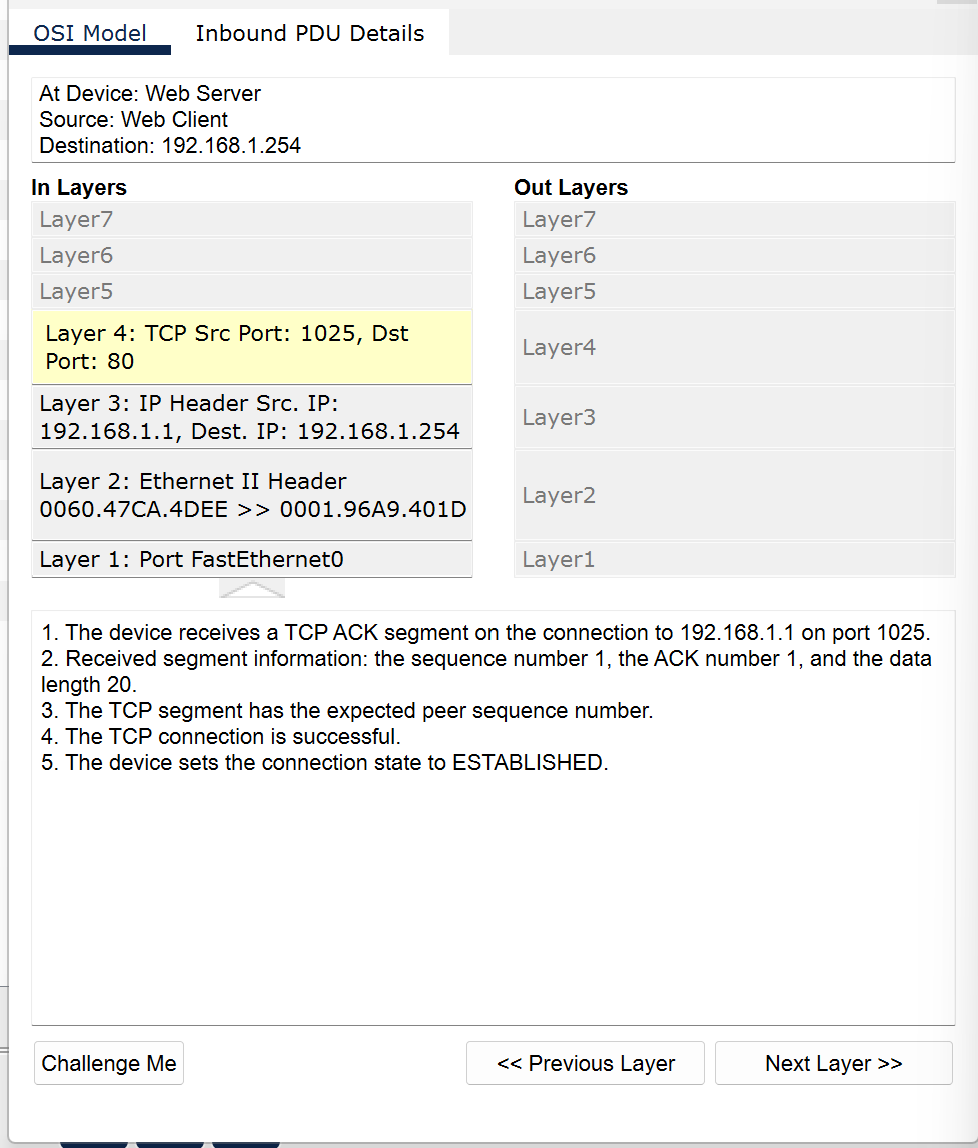 OSI Model
Inbound PDU Details
At Device: Web Server
Source: Web Client
Destination: 192.168.1.254
In Layers
Layer7
Layer6
Layer5
Layer 4: TCP Src Port: 1025, Dst
Port: 80
Layer 3: IP Header Src. IP:
192.168.1.1, Dest. IP: 192.168.1.254
Layer 2: Ethernet II Header
0060.47CA.4DEE >> 0001.96A9.401D
Layer 1: Port FastEthernet0
Out Layers
Layer7
Layer6
Layer5
Layer4
Layer3
Layer2
Layer1
1. The device receives a TCP ACK segment on the connection to 192.168.1.1 on port 1025.
2. Received segment information: the sequence number 1, the ACK number 1, and the data
length 20.
3. The TCP segment has the expected peer sequence number.
4. The TCP connection is successful.
5. The device sets the connection state to ESTABLISHED.
Challenge Me
<< Previous Layer
Next Layer >>